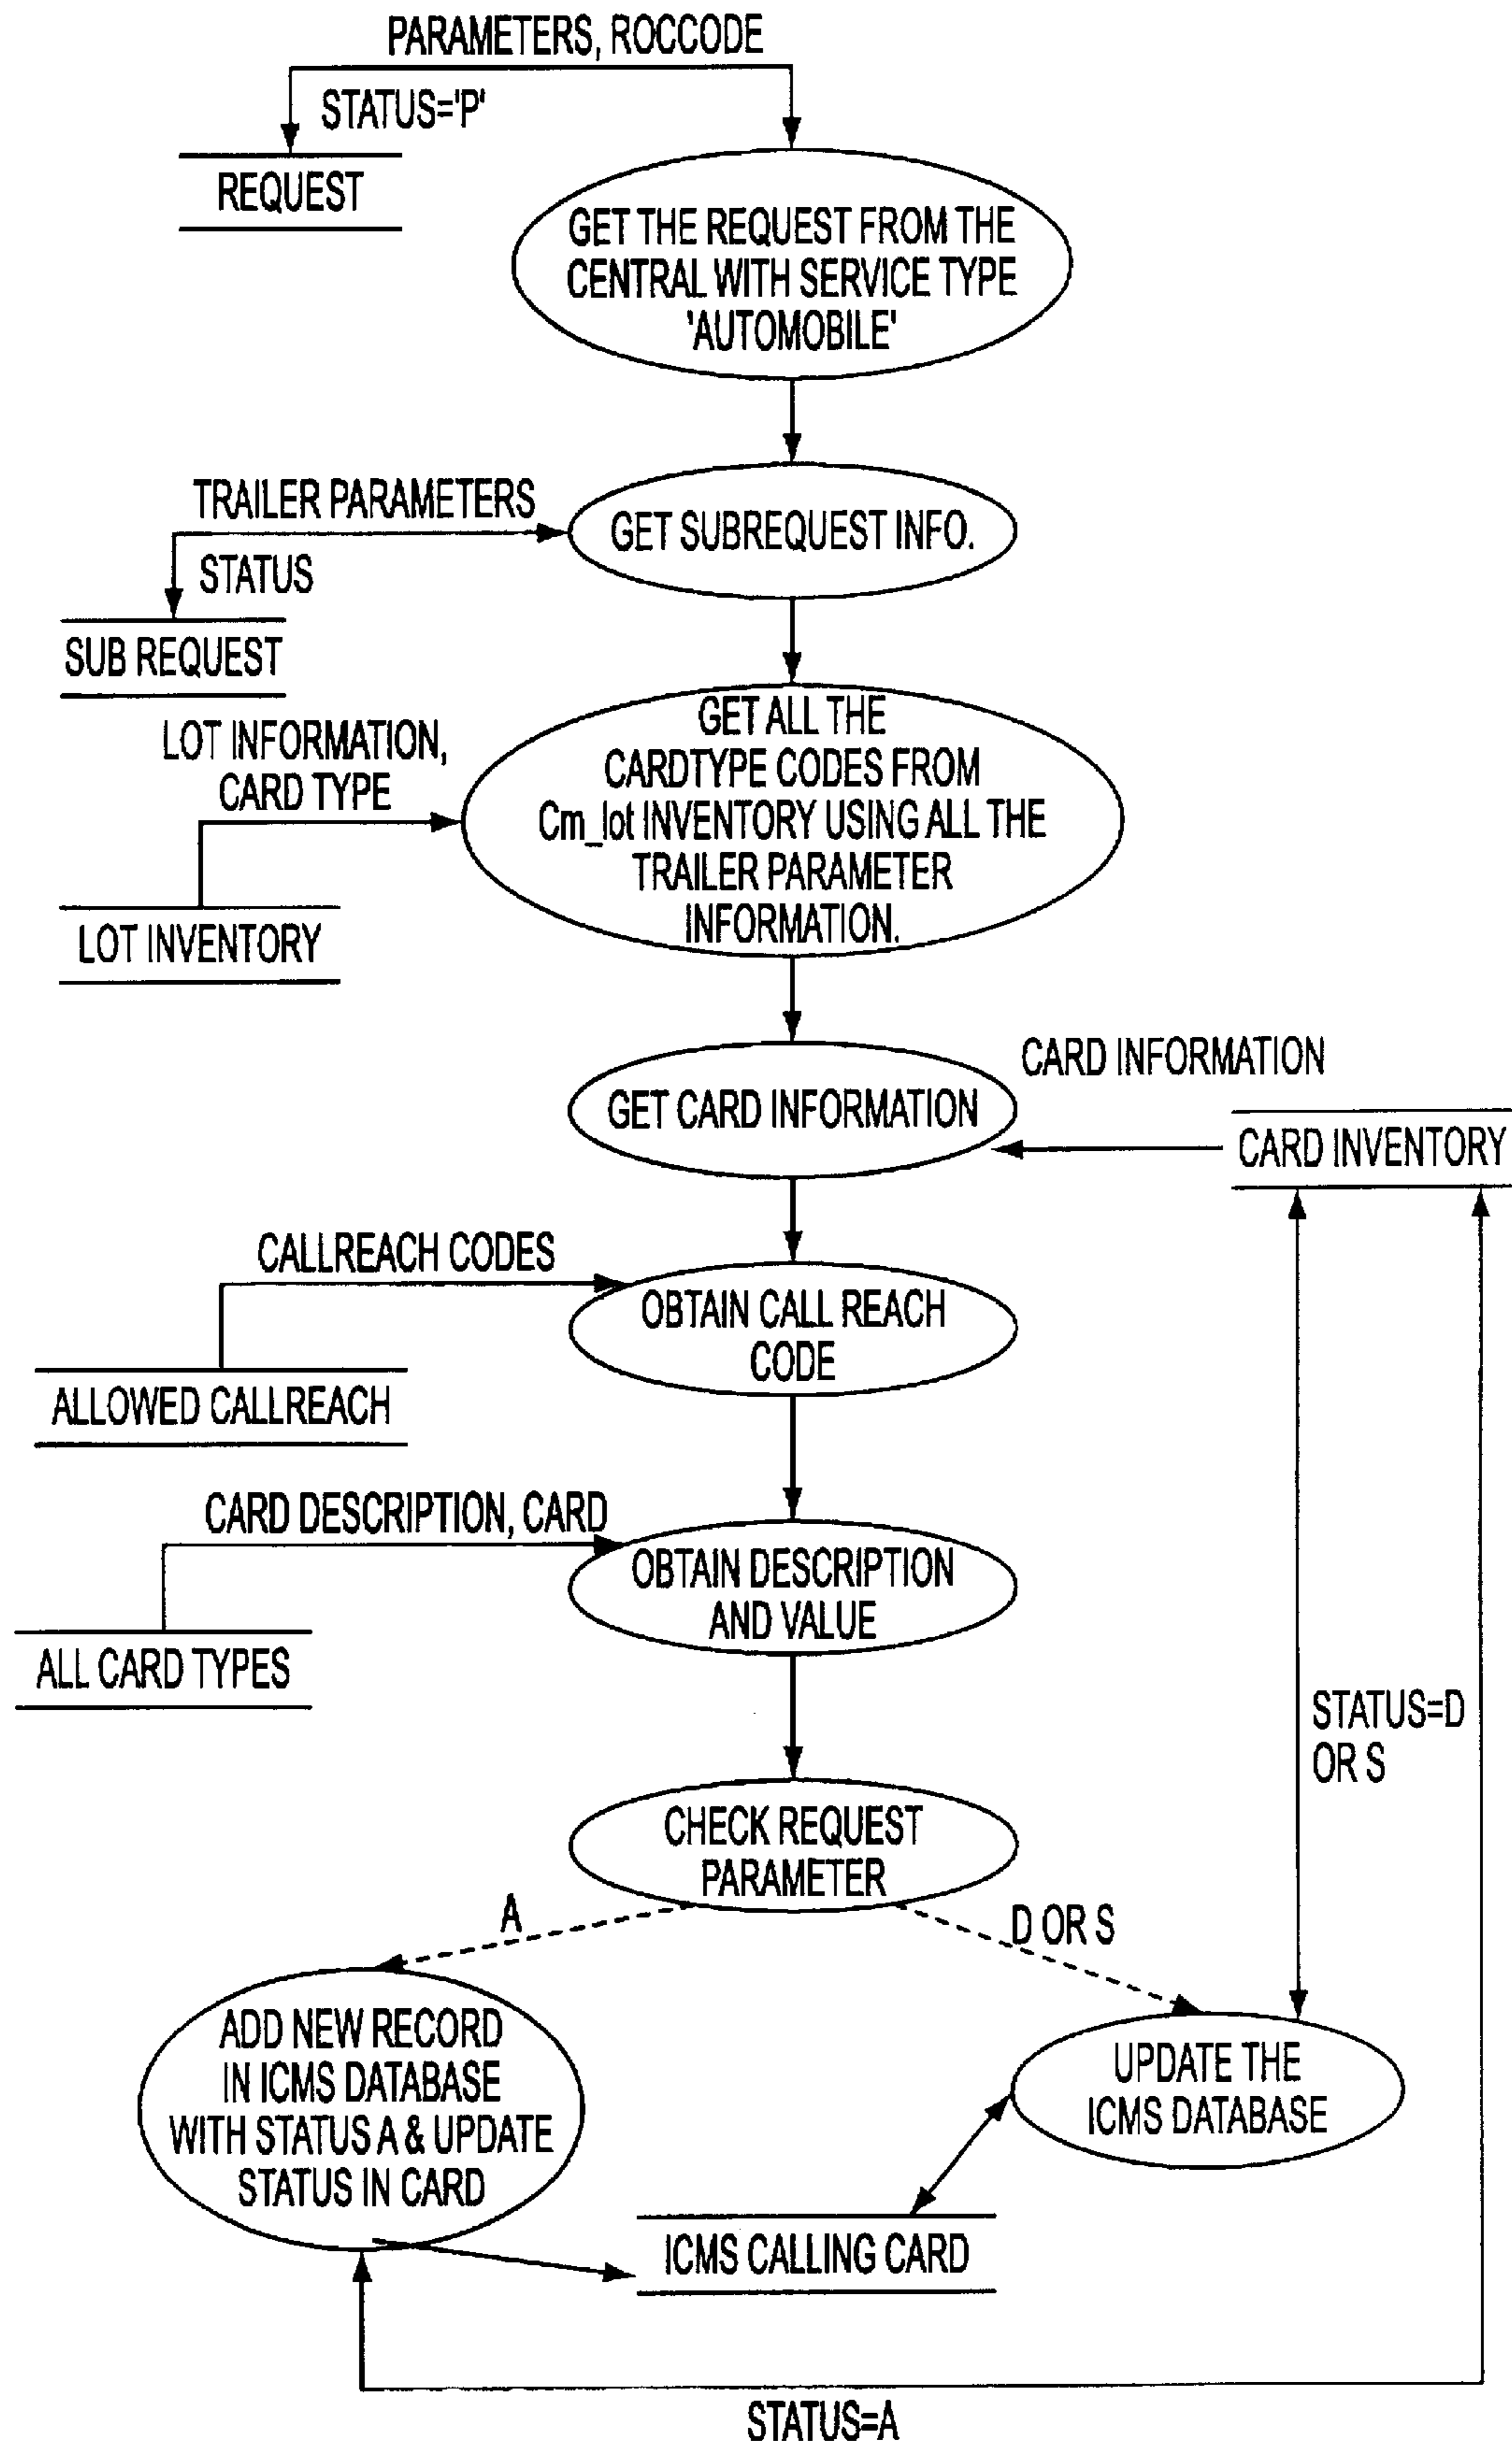 PARAMETERS, ROCCODE
STATUS='P'
REQUEST
GET THE REQUEST FROM THE
CENTRAL WITH SERVICE TYPE
'AUTOMOBILE'
TRAILER PARAMETERS
GET SUBREQUEST INFO.
STATUS
SUB REQUEST
LOT INFORMATION,
CARD TYPE
GET ALL THE
CARDTYPE CODES FROM
Cm_lot INVENTORY USING ALL THE
TRAILER PARAMETER
INFORMATION.
LOT INVENTORY
CARD INFORMATION
GET CARD INFORMATION
CARD INVENTORY
CALLREACH CODES
OBTAIN CALL REACH
CODE
ALLOWED CALLREACH
CARD DESCRIPTION, CARD
OBTAIN DESCRIPTION
AND VALUE
ALL CARD TYPES
STATUS=D
OR S
CHECK REQUEST
PARAMETER
A
D OR S
ADD NEW RECORD
IN ICMS DATABASE
WITH STATUS A & UPDATE
STATUS IN CARD
UPDATE THE
ICMS DATABASE
ICMS CALLING CARD
STATUS=A